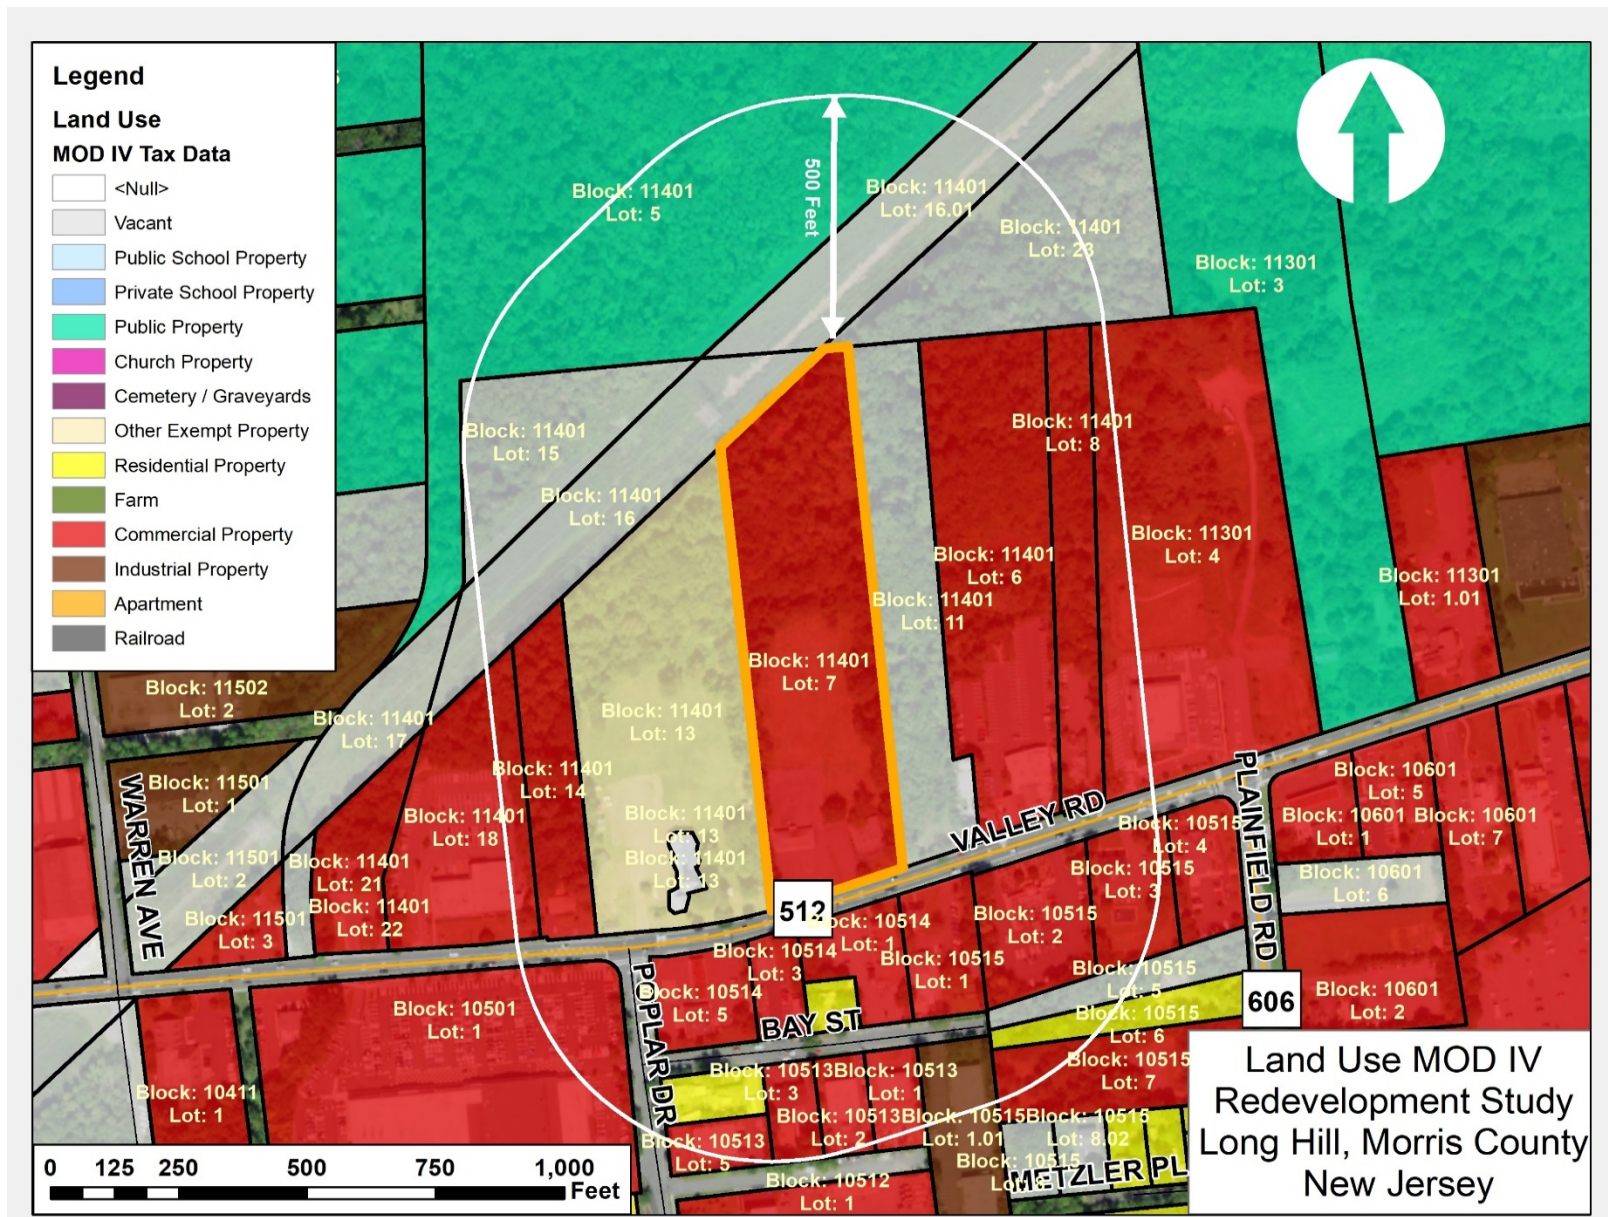 Legend
Land Use
MOD IV Tax Data
<Null>
Vacant
Public School Property
Private School Property
Public Property
Church Property
Cemetery / Graveyards
Other Exempt Property
Residential Property
Farm
Commercial Property
Industrial Property
Apartment
Railroad
500 Feet
Block: 11401
Lot: 5
Block: 11401
Lot: 16.01
Block: 11401
Lot: 23
Block: 11301
Lot: 3
Block: 11401
Lot: 15
Block: 11401
Lot: 16
Block: 11401
Lot: 8
Block: 11401
Lot: 6
Block: 11301
Lot: 4
Block: 11301
Lot: 1.01
Block: 11401
Lot: 11
Block: 11401
Lot: 7
Block: 11502
Lot: 2
Block: 11401
Lot: 17
Block: 11401
Lot: 13
Block: 11501
Lot: 1
Block: 11401
Lot: 14
Block: 11401
Lot: 18
Block: 11401
Lot: 13
Block: 11401
Lot: 13
Block: 11501
Lot: 2
Block: 11401
Lot: 21
Block: 11401
Lot: 22
Block: 11501
Lot: 3
WARREN AVE
VALLEY RD
PLAINFIELD RD
512
Block: 10601
Lot: 5
Block: 10601
Lot: 1
Block: 10601
Lot: 7
Block: 10601
Lot: 6
Block: 10515
Lot: 4
Block: 10515
Lot: 3
Block: 10515
Lot: 2
Block: 10514
Lot: 1
Block: 10515
Lot: 1
Block: 10514
Lot: 3
Block: 10514
Lot: 5
Block: 10515
Lot: 5
Block: 10515
Lot: 6
606
Block: 10601
Lot: 2
Block: 10501
Lot: 1
POPLAR DR
BAY ST
Block: 10515
Lot: 7
Block: 10513
Lot: 3
Block: 10513
Lot: 1
Block: 10411
Lot: 1
Block: 10513
Lot: 2
Block: 10515
Lot: 1.01
Block: 10515
Lot: 8.02
Block: 10513
Lot: 5
Block: 10515
METZLER PL
Block: 10512
Lot: 1
0 125 250 500 750 1,000
Feet
Land Use MOD IV
Redevelopment Study
Long Hill, Morris County
New Jersey